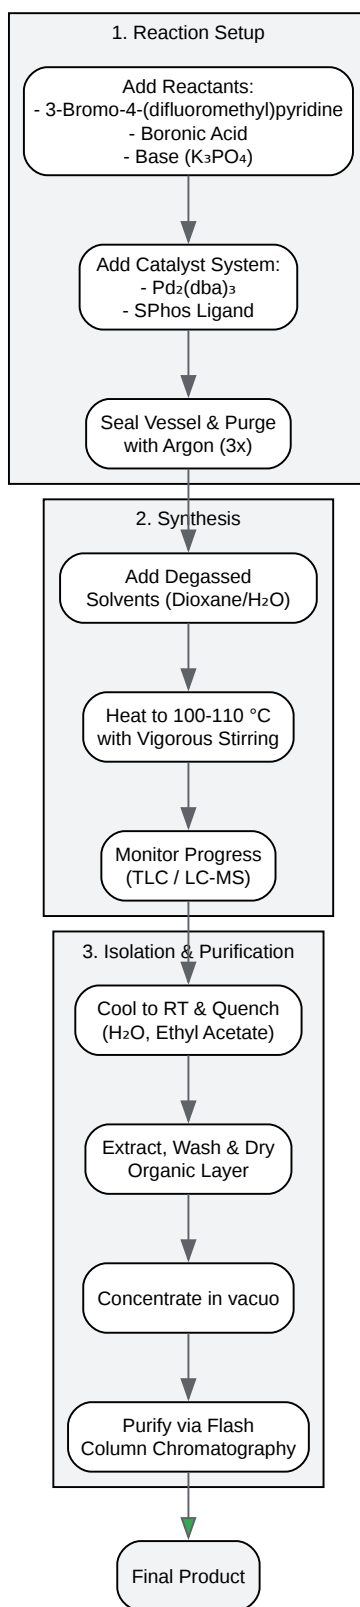 1. Reaction Setup
Add Reactants:
- 3-Bromo-4-(difluoromethyl)pyridine
- Boronic Acid
- Base (K₃PO₄)
Add Catalyst System:
- Pd₂(dba)₃
- SPhos Ligand
Seal Vessel & Purge
with Argon (3x)
2. Synthesis
Add Degassed
Solvents (Dioxane/H₂O)
Heat to 100-110 °C
with Vigorous Stirring
Monitor Progress
(TLC / LC-MS)
3. Isolation & Purification
Cool to RT & Quench
(H₂O, Ethyl Acetate)
Extract, Wash & Dry
Organic Layer
Concentrate in vacuo
Purify via Flash
Column Chromatography
Final Product